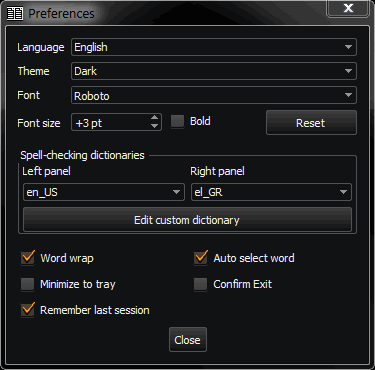 Preferences
Language English
Theme Dark
Font Roboto
Font size +3 pt Bold Reset
Spell-checking dictionaries
Left panel Right panel
en_US el_GR
Edit custom dictionary
Word wrap Auto select word
Minimize to tray Confirm Exit
Remember last session
Close